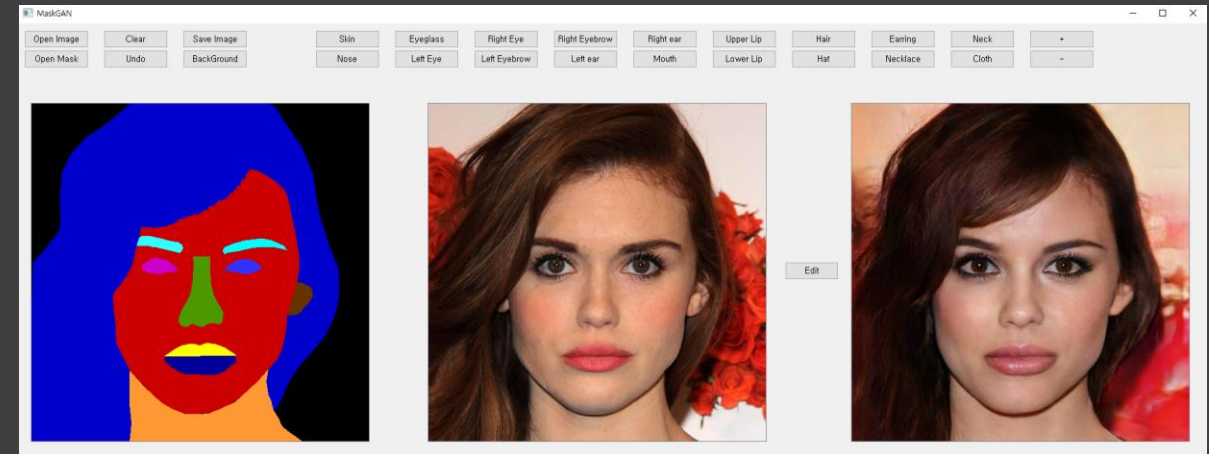 MaskGAN
Open Image Clear Save Image Skin Eyeglass Right Eye Right Eyebrow Right ear Upper Lip Hair Earring Neck +
Open Mask Undo BackGround Nose Left Eye Left Eyebrow Left ear Mouth Lower Lip Hat Necklace Cloth -
Edit